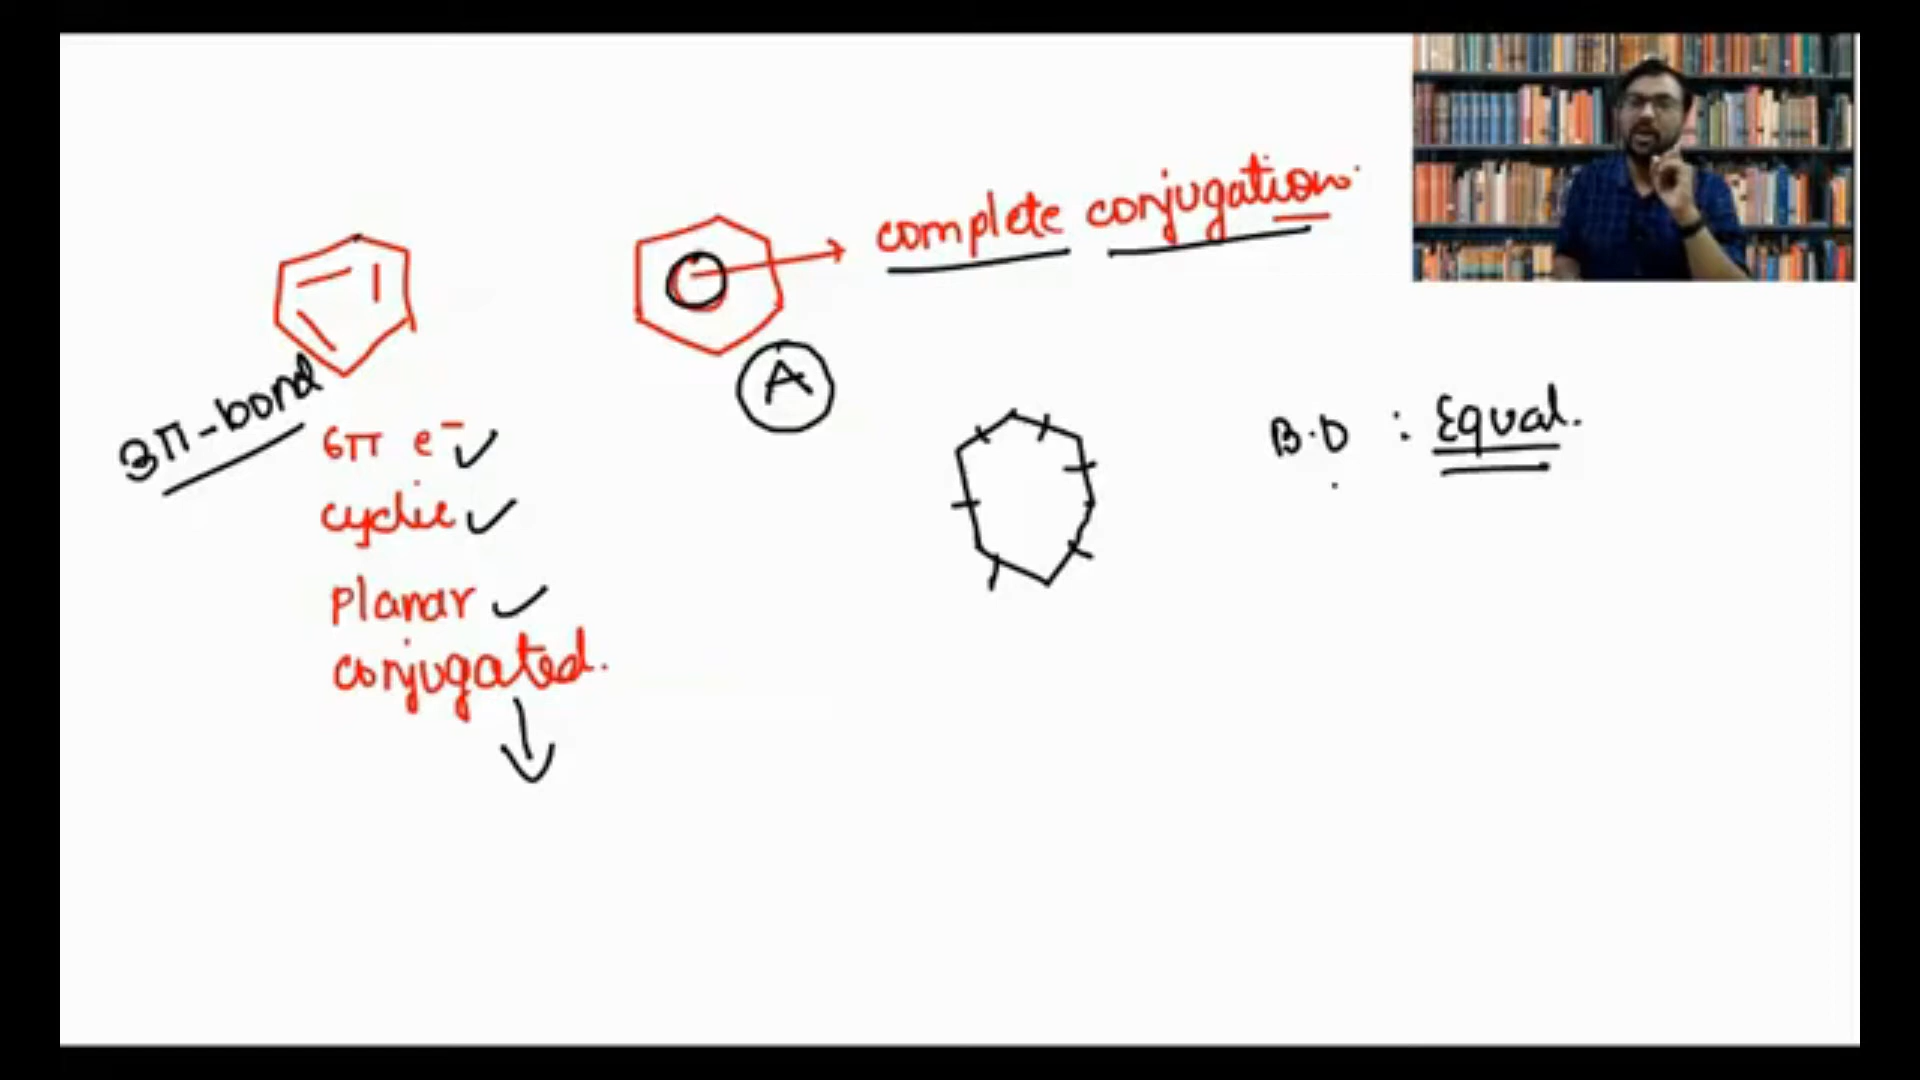 complete conjugation.
A
3π-bond
6π e⁻
cyclic
B.D : Equal.
planar
conjugated.